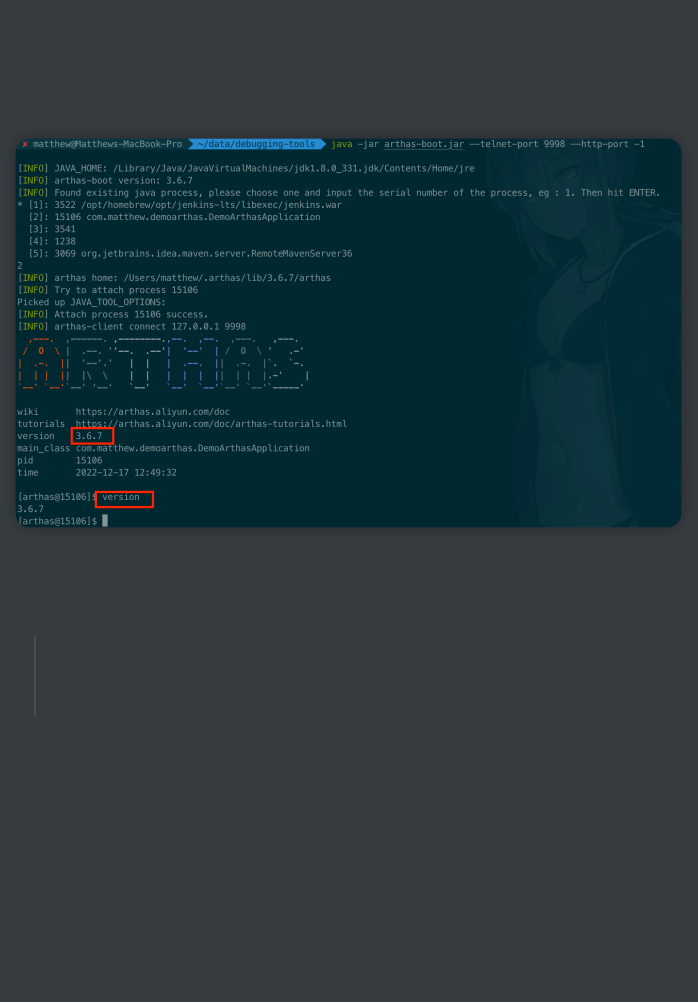 ✘ matthew@Matthews-MacBook-Pro ~/data/debugging-tools java -jar arthas-boot.jar --telnet-port 9998 --http-port -1
[INFO] JAVA_HOME: /Library/Java/JavaVirtualMachines/jdk1.8.0_331.jdk/Contents/Home/jre
[INFO] arthas-boot version: 3.6.7
[INFO] Found existing java process, please choose one and input the serial number of the process, eg : 1. Then hit ENTER.
* [1]: 3522 /opt/homebrew/opt/jenkins-lts/libexec/jenkins.war
[2]: 15106 com.matthew.demoarthas.DemoArthasApplication
[3]: 3541
[4]: 1238
[5]: 3069 org.jetbrains.idea.maven.server.RemoteMavenServer36
2
[INFO] arthas home: /Users/matthew/.arthas/lib/3.6.7/arthas
[INFO] Try to attach process 15106
Picked up JAVA_TOOL_OPTIONS:
[INFO] Attach process 15106 success.
[INFO] arthas-client connect 127.0.0.1 9998
ARTHAS
wiki https://arthas.aliyun.com/doc
tutorials https://arthas.aliyun.com/doc/arthas-tutorials.html
version 3.6.7
main_class com.matthew.demoarthas.DemoArthasApplication
pid 15106
time 2022-12-17 12:49:32
[arthas@15106]$ version
3.6.7
[arthas@15106]$